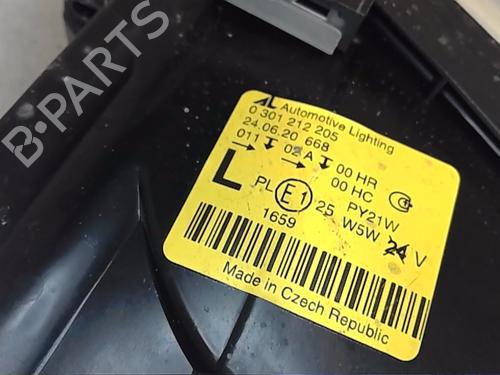 B-PARTS
AL Automotive Lighting
0 301 212 205
24.06.20 668
011 02 A 00 HR
00 HC
L PL E1 25 PY21W
1659 W5W 24 V
Made in Czech Republic